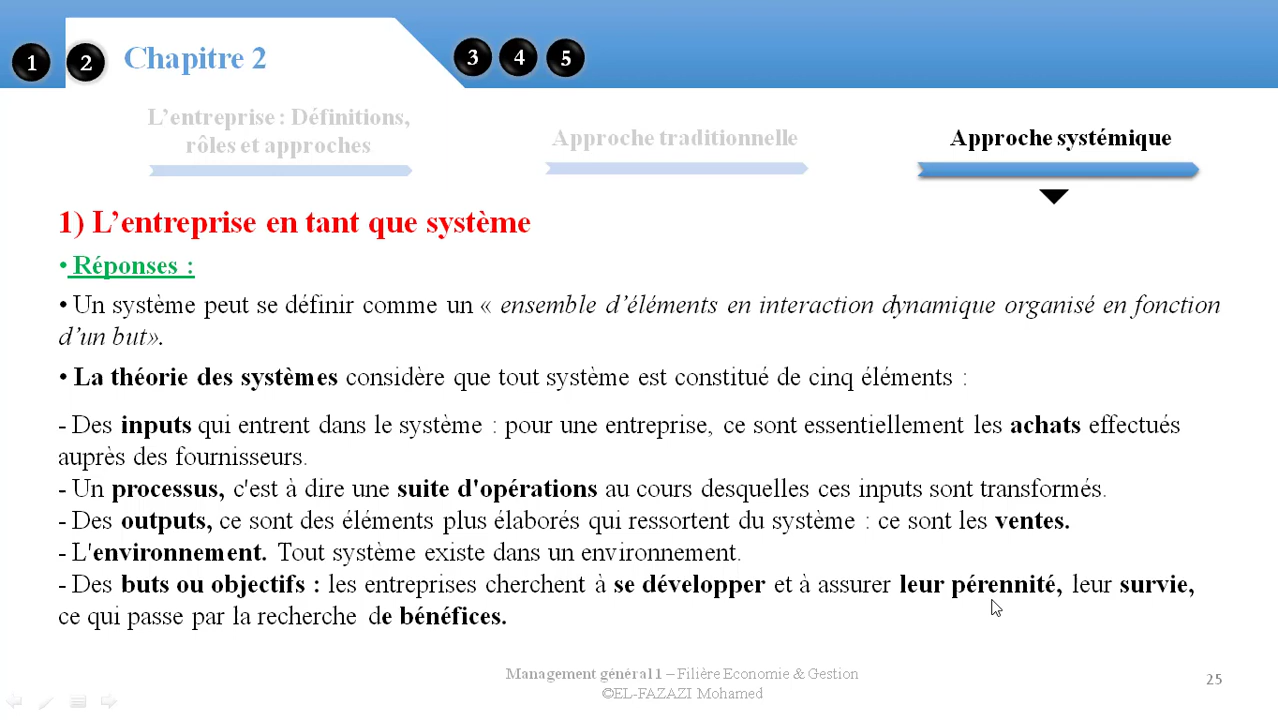 1 2 Chapitre 2 3 4 5
L’entreprise : Définitions,
rôles et approches
Approche traditionnelle
Approche systémique
1) L’entreprise en tant que système
• Réponses :
• Un système peut se définir comme un « ensemble d’éléments en interaction dynamique organisé en fonction
d’un but».
• La théorie des systèmes considère que tout système est constitué de cinq éléments :
- Des inputs qui entrent dans le système : pour une entreprise, ce sont essentiellement les achats effectués
auprès des fournisseurs.
- Un processus, c'est à dire une suite d'opérations au cours desquelles ces inputs sont transformés.
- Des outputs, ce sont des éléments plus élaborés qui ressortent du système : ce sont les ventes.
- L'environnement. Tout système existe dans un environnement.
- Des buts ou objectifs : les entreprises cherchent à se développer et à assurer leur pérennité, leur survie,
ce qui passe par la recherche de bénéfices.
Management général 1 – Filière Economie & Gestion
©EL-FAZAZI Mohamed
25